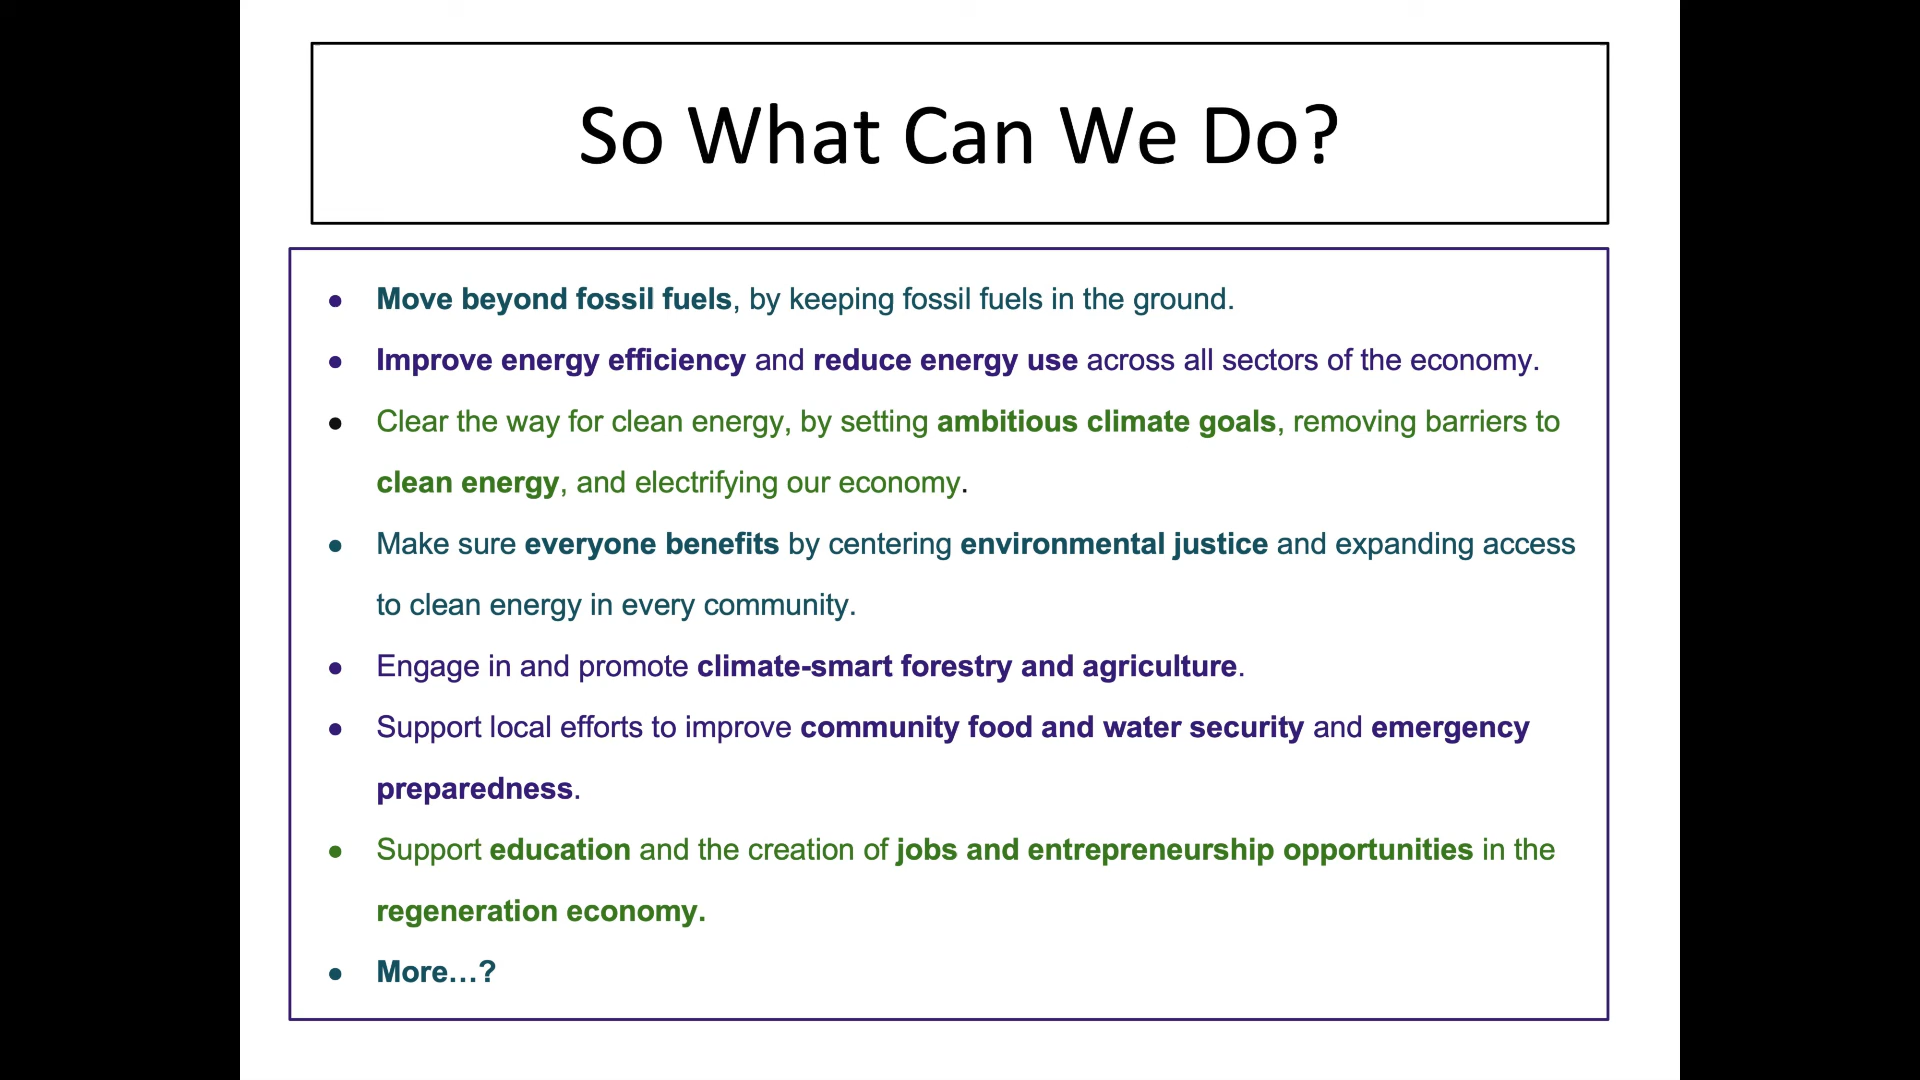 So What Can We Do?
● Move beyond fossil fuels, by keeping fossil fuels in the ground.
● Improve energy efficiency and reduce energy use across all sectors of the economy.
● Clear the way for clean energy, by setting ambitious climate goals, removing barriers to
clean energy, and electrifying our economy.
● Make sure everyone benefits by centering environmental justice and expanding access
to clean energy in every community.
● Engage in and promote climate-smart forestry and agriculture.
● Support local efforts to improve community food and water security and emergency
preparedness.
● Support education and the creation of jobs and entrepreneurship opportunities in the
regeneration economy.
● More…?